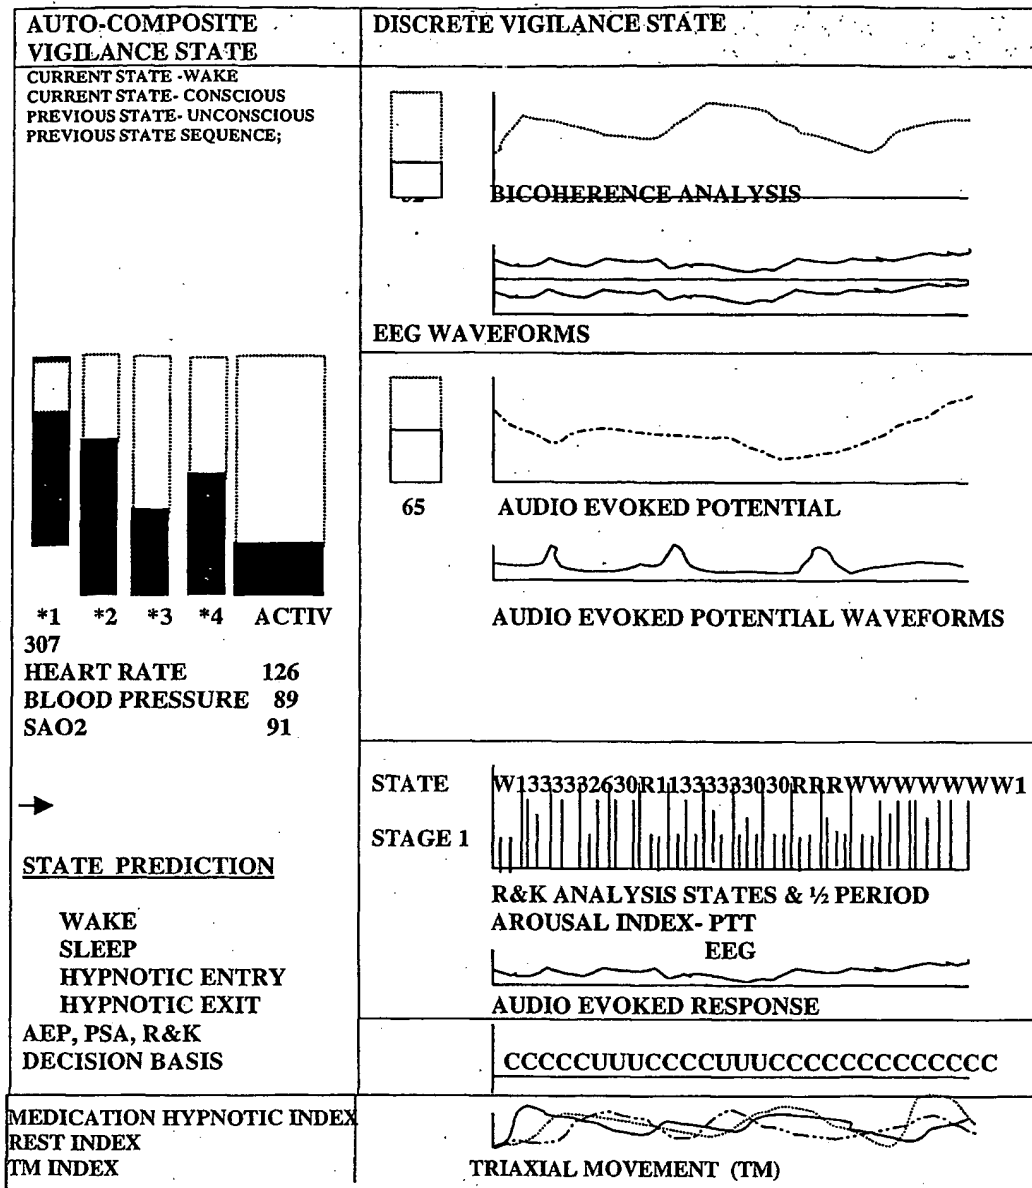 AUTO-COMPOSITE
VIGILANCE STATE
CURRENT STATE -WAKE
CURRENT STATE- CONSCIOUS
PREVIOUS STATE- UNCONSCIOUS
PREVIOUS STATE SEQUENCE;
*1 *2 *3 *4 ACTIV
307
HEART RATE 126
BLOOD PRESSURE 89
SAO2 91
STATE PREDICTION
WAKE
SLEEP
HYPNOTIC ENTRY
HYPNOTIC EXIT
AEP, PSA, R&K
DECISION BASIS
MEDICATION HYPNOTIC INDEX
REST INDEX
TM INDEX
DISCRETE VIGILANCE STATE
BICOHERENCE ANALYSIS
EEG WAVEFORMS
65 AUDIO EVOKED POTENTIAL
AUDIO EVOKED POTENTIAL WAVEFORMS
STATE W1333332630R11333333030RRRWWWWWWWW1
STAGE 1
R&K ANALYSIS STATES & ½ PERIOD
AROUSAL INDEX- PTT
EEG
AUDIO EVOKED RESPONSE
CCCCCUUUCCCCUUUCCCCCCCCCCCCC
TRIAXIAL MOVEMENT (TM)